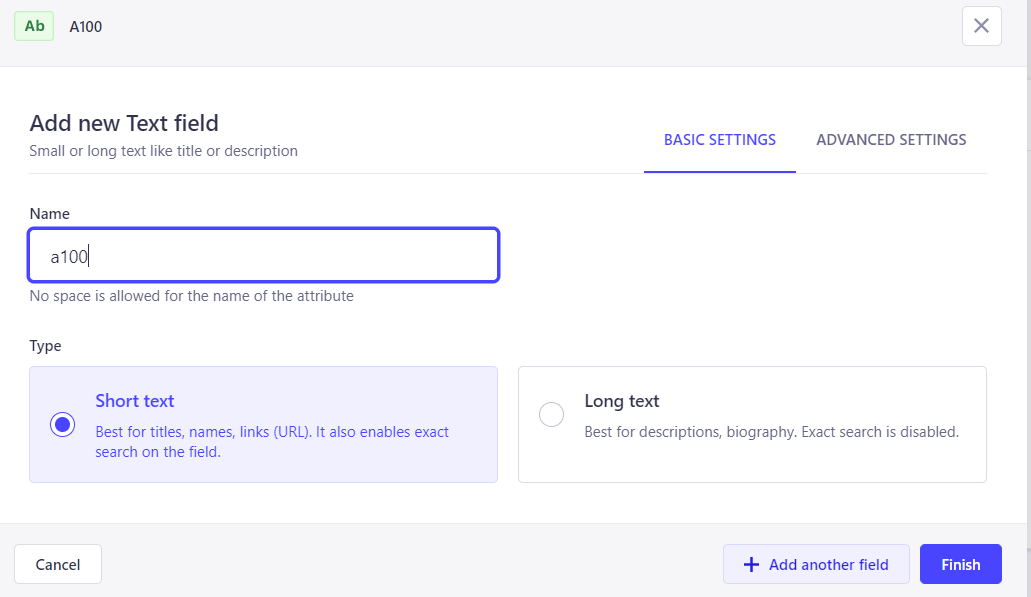 Ab A100
Add new Text field
Small or long text like title or description
BASIC SETTINGS ADVANCED SETTINGS
Name
a100
No space is allowed for the name of the attribute
Type
Short text
Best for titles, names, links (URL). It also enables exact
search on the field.
Long text
Best for descriptions, biography. Exact search is disabled.
Cancel
Add another field
Finish